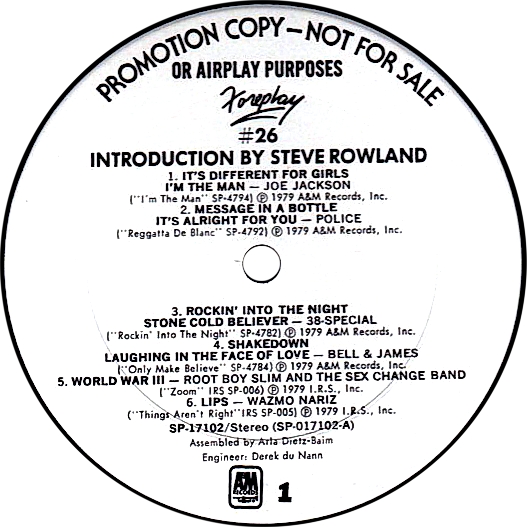 PROMOTION COPY — NOT FOR SALE
OR AIRPLAY PURPOSES
Foreplay
#26
INTRODUCTION BY STEVE ROWLAND
1. IT'S DIFFERENT FOR GIRLS
I'M THE MAN — JOE JACKSON
("I'm The Man" SP-4794) ℗ 1979 A&M Records, Inc.
2. MESSAGE IN A BOTTLE
IT'S ALRIGHT FOR YOU — POLICE
("Reggatta De Blanc" SP-4792) ℗ 1979 A&M Records, Inc.
3. ROCKIN' INTO THE NIGHT
STONE COLD BELIEVER — 38-SPECIAL
("Rockin' Into The Night" SP-4782) ℗ 1979 A&M Records, Inc.
4. SHAKEDOWN
LAUGHING IN THE FACE OF LOVE — BELL & JAMES
("Only Make Believe" SP-4784) ℗ 1979 A&M Records, Inc.
5. WORLD WAR III — ROOT BOY SLIM AND THE SEX CHANGE BAND
("Zoom" IRS SP-006) ℗ 1979 I.R.S., Inc.
6. LIPS — WAZMO NARIZ
("Things Aren't Right" IRS SP-005) ℗ 1979 I.R.S., Inc.
SP-17102/Stereo (SP-017102-A)
Assembled by Arla Dietz-Baim
Engineer: Derek du Nann
A&M
RECORDS
1